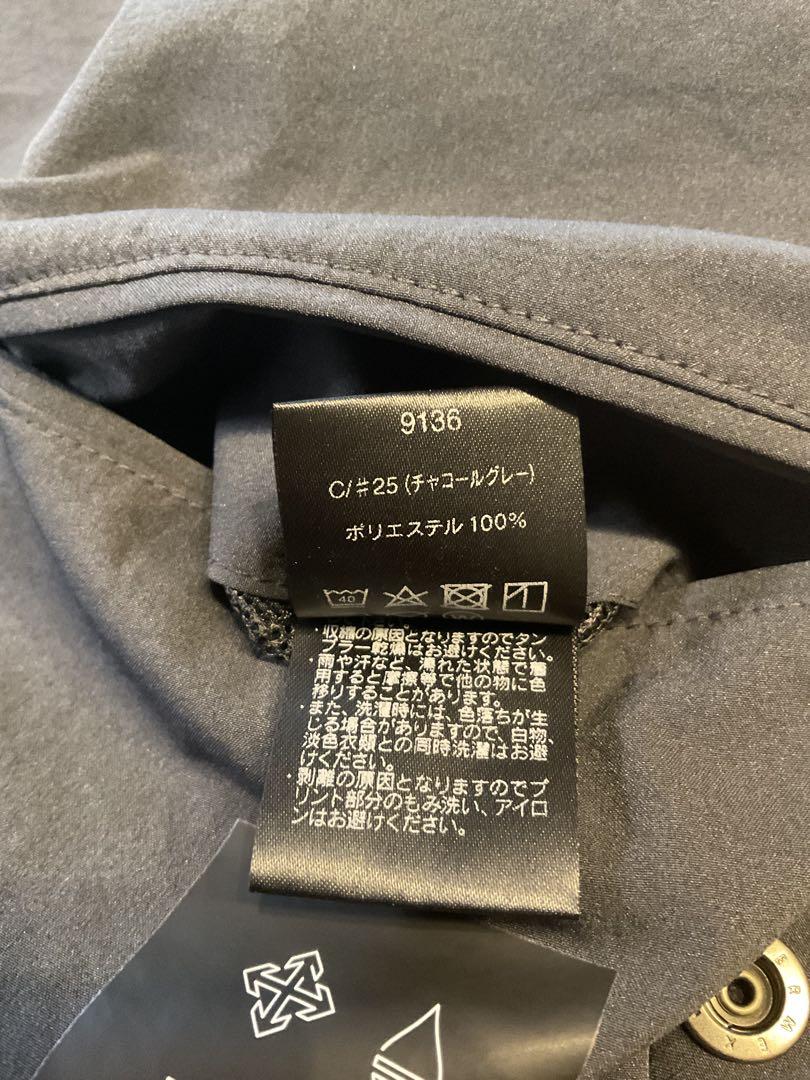 9136
C/#25 (チャコールグレー)
ポリエステル 100%
40
・収縮の原因となりますのでタン
ブラー乾燥はお避けください。
・雨や汗など、濡れた状態で着
用すると摩擦等で他の物に色
移りすることがあります。
・また、洗濯時には、色落ちが生
じる場合がありますので、白物、
淡色衣類との同時洗濯はお避
けください。
・剥離の原因となりますのでプ
リント部分のもみ洗い、アイロ
ンはお避けください。